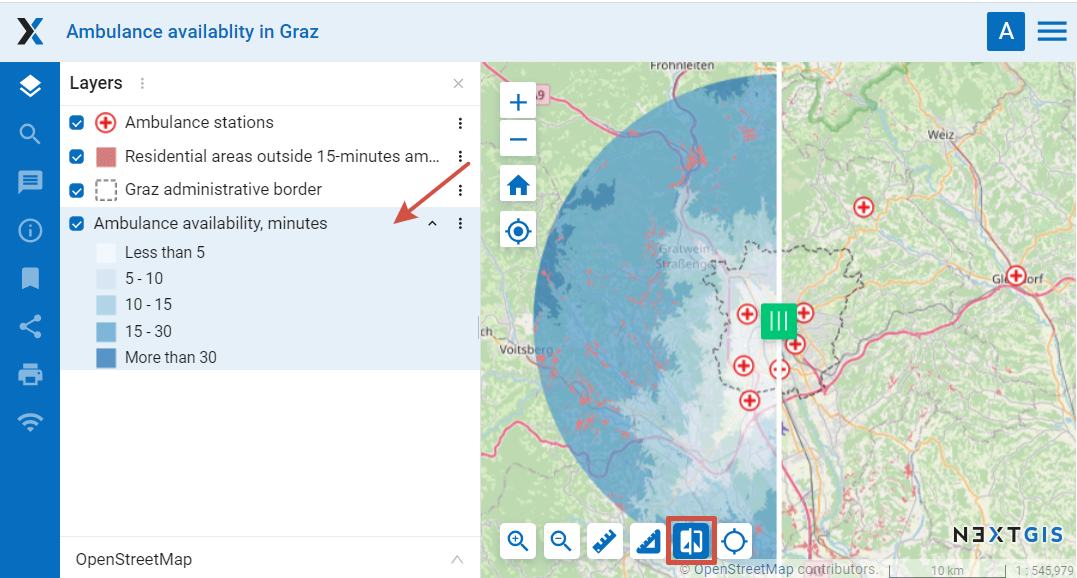 Ambulance availablity in Graz
A
Layers
Ambulance stations
Residential areas outside 15-minutes am...
Graz administrative border
Ambulance availability, minutes
Less than 5
5 - 10
10 - 15
15 - 30
More than 30
OpenStreetMap
Frohnleiten
A9
Weiz
Gratwein
Straßengel
Gleisdorf
Voitsberg
NEXTGIS
© OpenStreetMap contributors.
10 km
1 : 545,979